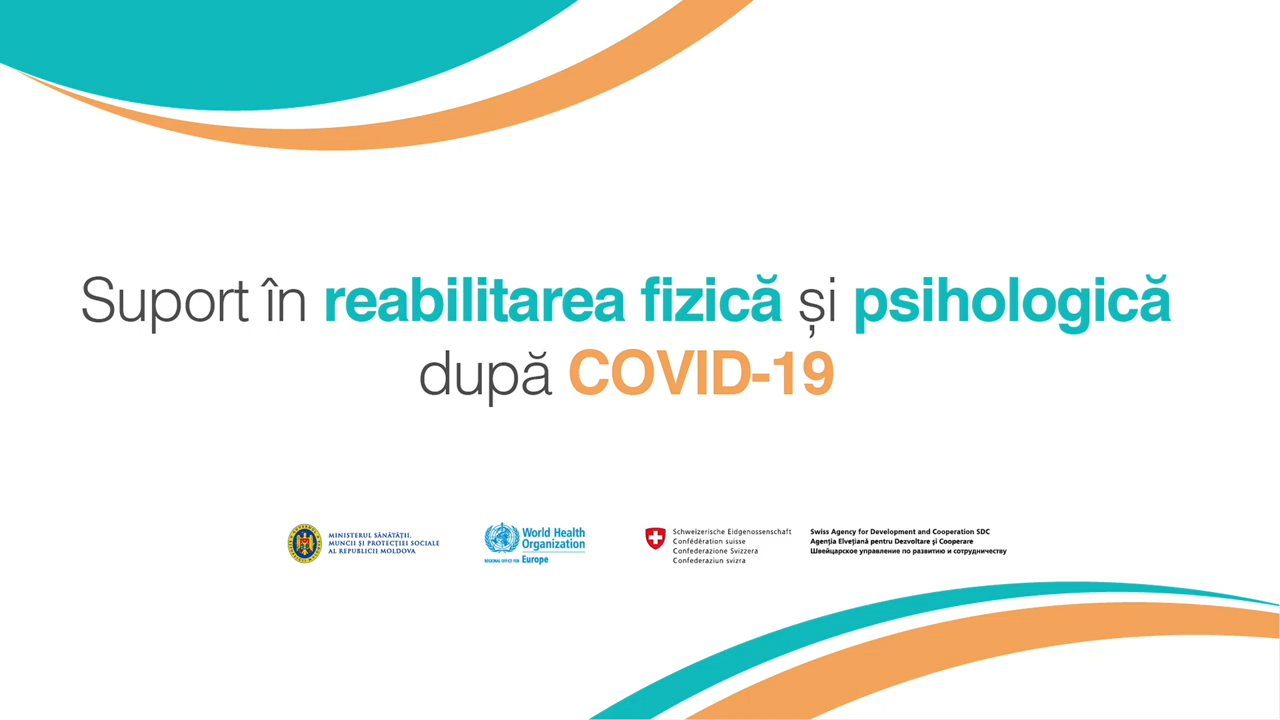 Suport în reabilitarea fizică și psihologică
după COVID-19
MINISTERUL SĂNĂTĂȚII,
MUNCII ȘI PROTECȚIEI SOCIALE
AL REPUBLICII MOLDOVA
World Health
Organization
REGIONAL OFFICE FOR Europe
Schweizerische Eidgenossenschaft
Confédération suisse
Confederazione Svizzera
Confederaziun svizra
Swiss Agency for Development and Cooperation SDC
Agenția Elvețiană pentru Dezvoltare și Cooperare
Швейцарское управление по развитию и сотрудничеству